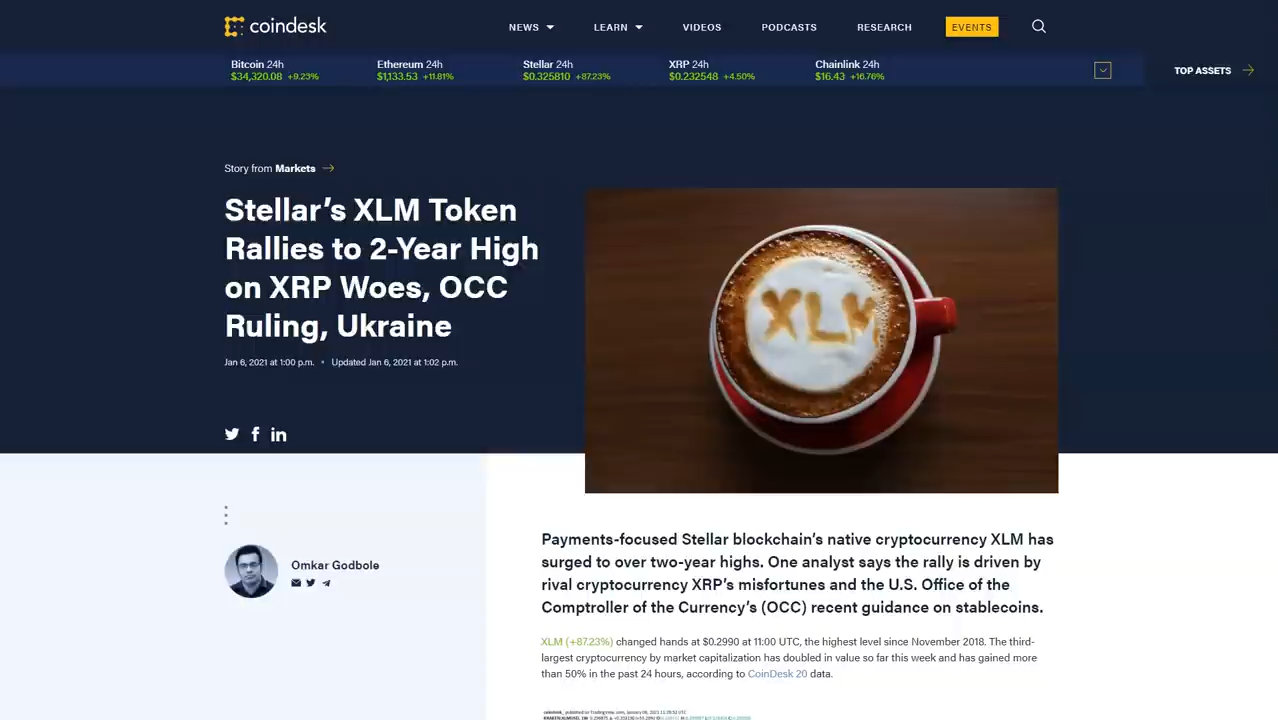 coindesk
NEWS
LEARN
VIDEOS
PODCASTS
RESEARCH
EVENTS
Bitcoin 24h
$34,320.08 +9.23%
Ethereum 24h
$1,133.53 +11.81%
Stellar 24h
$0.325810 +87.23%
XRP 24h
$0.232548 +4.50%
Chainlink 24h
$16.43 +16.76%
TOP ASSETS
Story from Markets
Stellar's XLM Token
Rallies to 2-Year High
on XRP Woes, OCC
Ruling, Ukraine
Jan 6, 2021 at 1:00 p.m. • Updated Jan 6, 2021 at 1:02 p.m.
XLM
Omkar Godbole
Payments-focused Stellar blockchain's native cryptocurrency XLM has
surged to over two-year highs. One analyst says the rally is driven by
rival cryptocurrency XRP's misfortunes and the U.S. Office of the
Comptroller of the Currency's (OCC) recent guidance on stablecoins.
XLM (+87.23%) changed hands at $0.2990 at 11:00 UTC, the highest level since November 2018. The third-
largest cryptocurrency by market capitalization has doubled in value so far this week and has gained more
than 50% in the past 24 hours, according to CoinDesk 20 data.